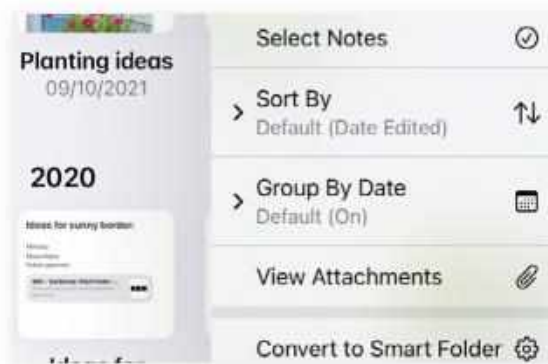 Planting ideas
09/10/2021
2020
Ideas for sunny border
Select Notes
Sort By
Default (Date Edited)
Group By Date
Default (On)
View Attachments
Convert to Smart Folder